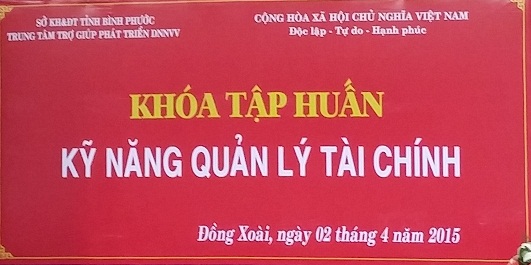 SỞ KH&ĐT TỈNH BÌNH PHƯỚC
TRUNG TÂM TRỢ GIÚP PHÁT TRIỂN DNNVV
CỘNG HÒA XÃ HỘI CHỦ NGHĨA VIỆT NAM
Độc lập - Tự do - Hạnh phúc
KHÓA TẬP HUẤN
KỸ NĂNG QUẢN LÝ TÀI CHÍNH
Đồng Xoài, ngày 02 tháng 4 năm 2015